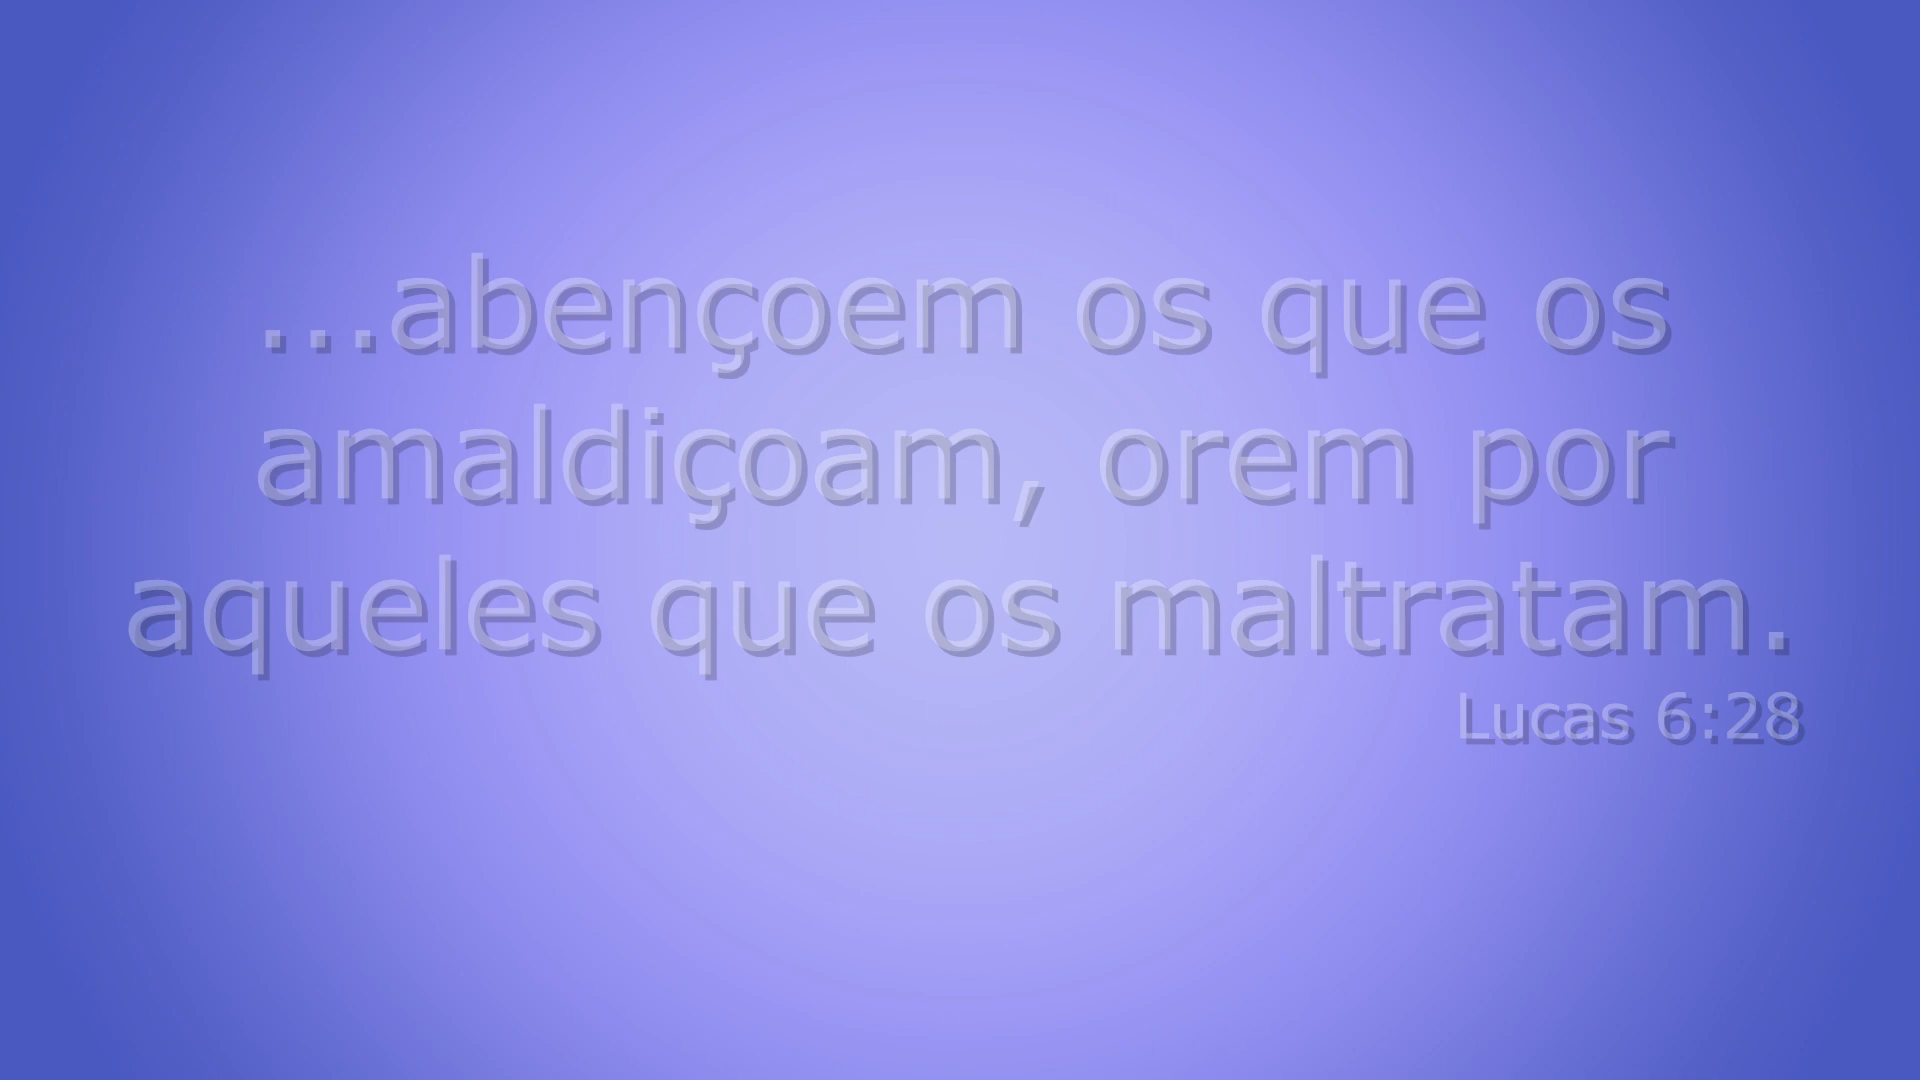 ...abençoem os que os
amaldiçoam, orem por
aqueles que os maltratam.
Lucas 6:28